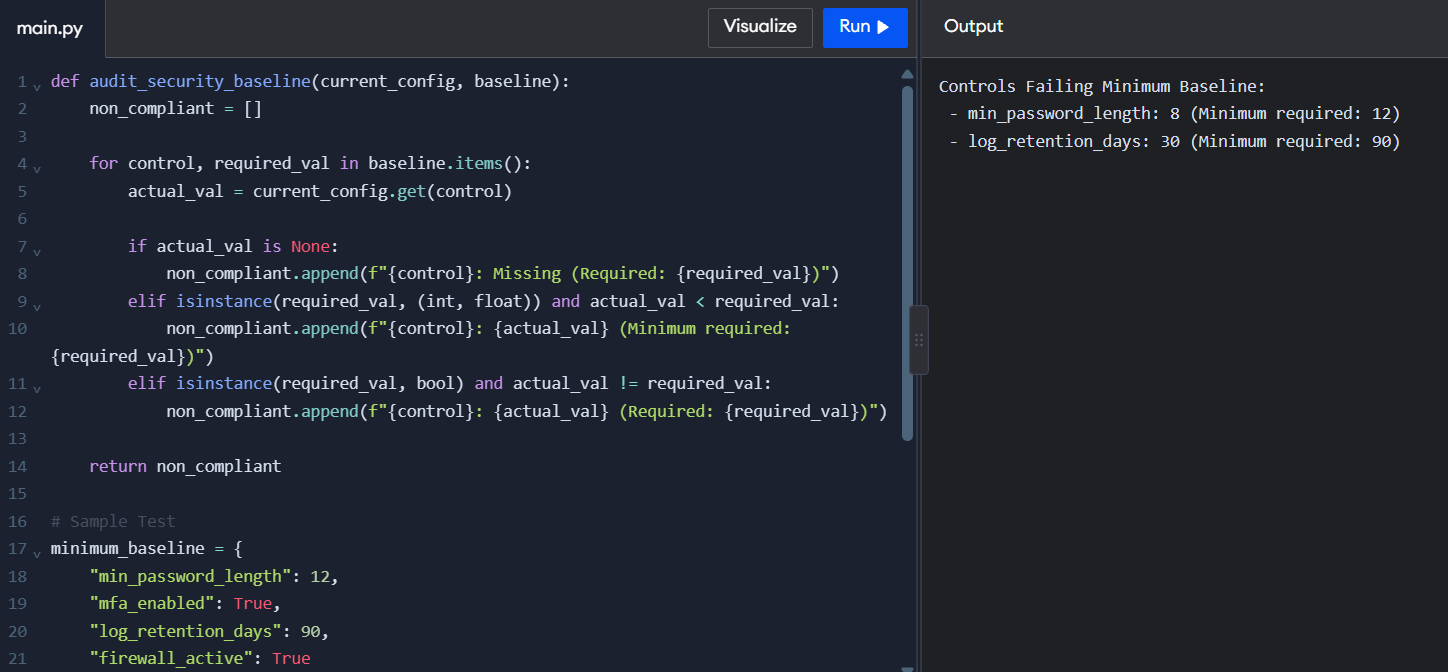 main.py
Visualize
Run
Output
1 def audit_security_baseline(current_config, baseline):
2     non_compliant = []
3
4     for control, required_val in baseline.items():
5         actual_val = current_config.get(control)
6
7         if actual_val is None:
8             non_compliant.append(f"{control}: Missing (Required: {required_val})")
9         elif isinstance(required_val, (int, float)) and actual_val < required_val:
10             non_compliant.append(f"{control}: {actual_val} (Minimum required:
{required_val})")
11         elif isinstance(required_val, bool) and actual_val != required_val:
12             non_compliant.append(f"{control}: {actual_val} (Required: {required_val})")
13
14     return non_compliant
15
16 # Sample Test
17 minimum_baseline = {
18     "min_password_length": 12,
19     "mfa_enabled": True,
20     "log_retention_days": 90,
21     "firewall_active": True
Controls Failing Minimum Baseline:
 - min_password_length: 8 (Minimum required: 12)
 - log_retention_days: 30 (Minimum required: 90)